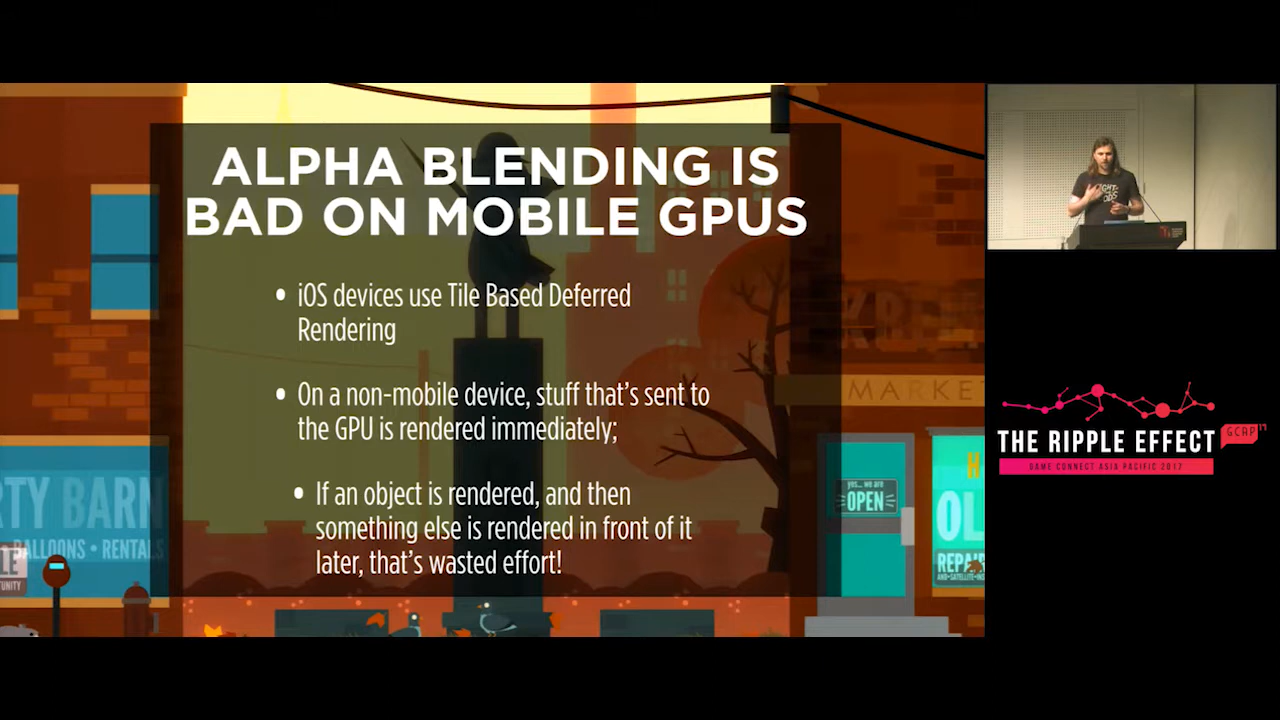 ALPHA BLENDING IS
BAD ON MOBILE GPUS
• iOS devices use Tile Based Deferred
Rendering
• On a non-mobile device, stuff that's sent to
the GPU is rendered immediately;
• If an object is rendered, and then
something else is rendered in front of it
later, that's wasted effort!
MARKET
RTY BARN
BALLOONS • RENTALS
LE
UNITY
yes... we are
OPEN
OL
REPAIR
THE RIPPLE EFFECT
GCAP17
GAME CONNECT ASIA PACIFIC 2017